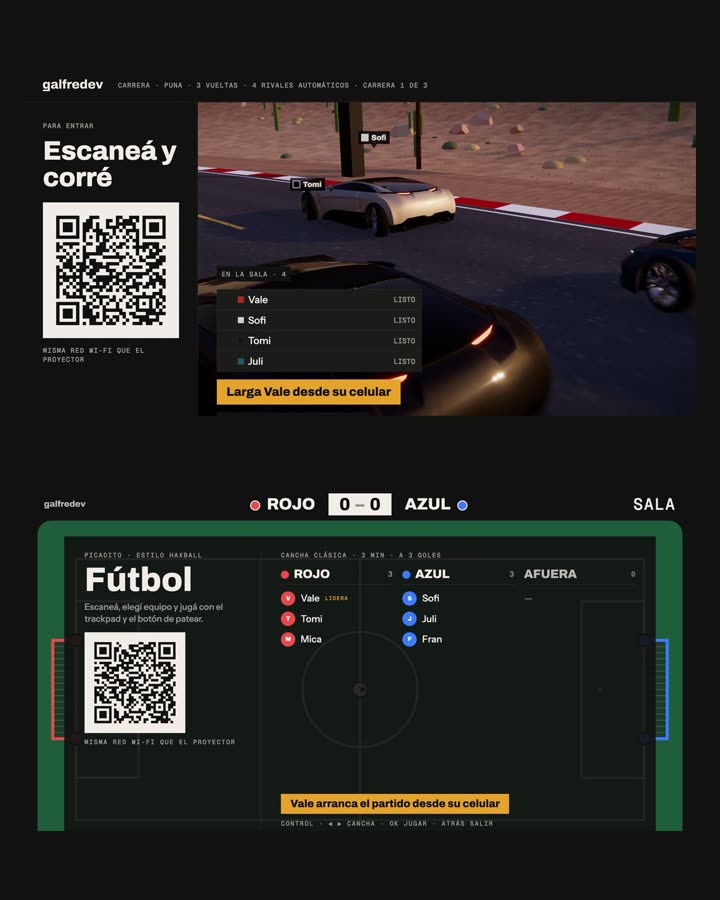 galfredev
CARRERA · PUNA · 3 VUELTAS · 4 RIVALES AUTOMÁTICOS · CARRERA 1 DE 3
PARA ENTRAR
Escaneá y
corré
MISMA RED WI-FI QUE EL
PROYECTOR
Sofi
Tomi
EN LA SALA · 4
Vale LISTO
Sofi LISTO
Tomi LISTO
Juli LISTO
Larga Vale desde su celular
galfredev
ROJO 0 – 0 AZUL
SALA
PICADITO · ESTILO HAXBALL
Fútbol
Escaneá, elegí equipo y jugá con el
trackpad y el botón de patear.
MISMA RED WI-FI QUE EL PROYECTOR
CANCHA CLÁSICA · 3 MIN · A 3 GOLES
ROJO 3
V Vale LIDERA
T Tomi
M Mica
AZUL 3
S Sofi
J Juli
F Fran
AFUERA 0
—
Vale arranca el partido desde su celular
CONTROL · ◄ ► CANCHA · OK JUGAR · ATRÁS SALIR